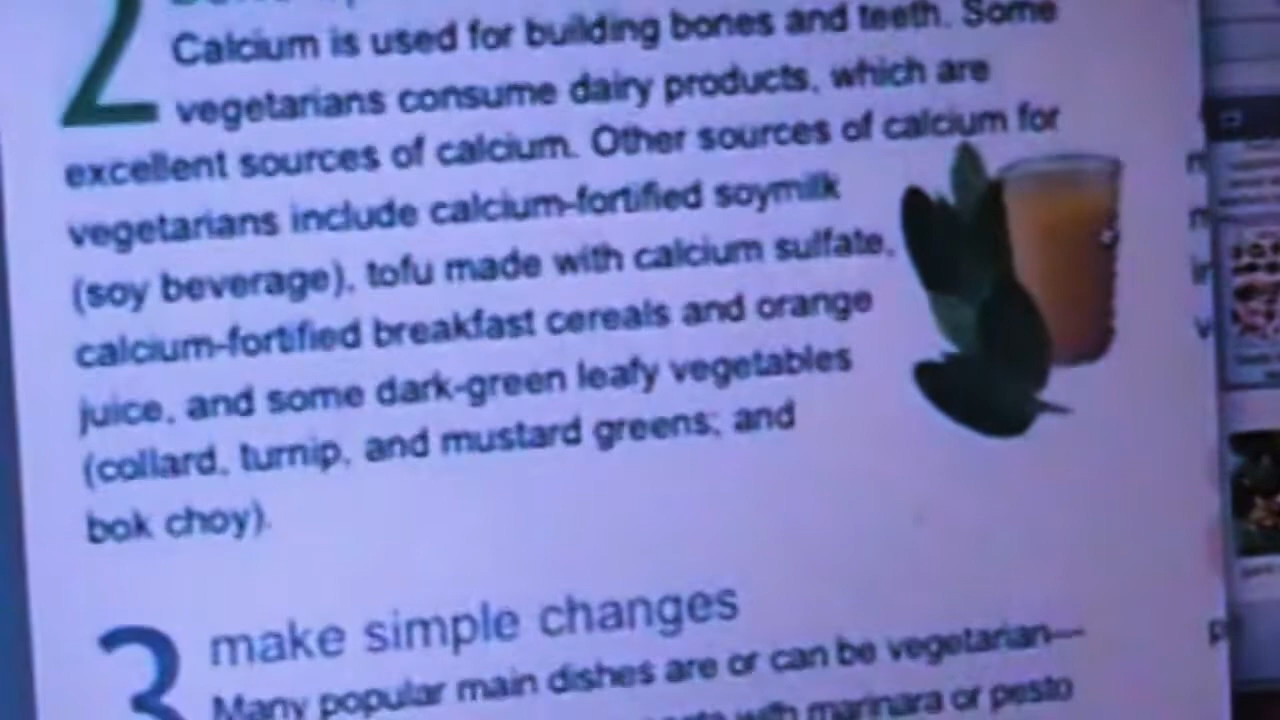 2
Calcium is used for building bones and teeth. Some
vegetarians consume dairy products, which are
excellent sources of calcium. Other sources of calcium for
vegetarians include calcium-fortified soymilk
(soy beverage), tofu made with calcium sulfate,
calcium-fortified breakfast cereals and orange
juice, and some dark-green leafy vegetables
(collard, turnip, and mustard greens; and
bok choy).
3 make simple changes
Many popular main dishes are or can be vegetarian—
with marinara or pesto